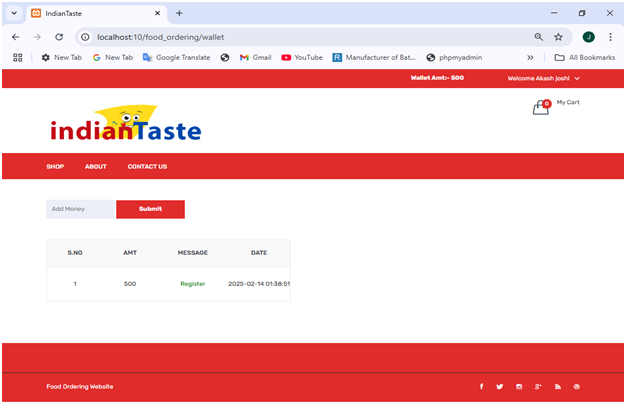 IndianTaste
localhost:10/food_ordering/wallet
New Tab G New Tab Google Translate Gmail YouTube R Manufacturer of Bat... phpmyadmin All Bookmarks
J
Wallet Amt:- 500 Welcome Akash Joshi
0 My Cart
indianTaste
SHOP ABOUT CONTACT US
Add Money Submit
S.NO AMT MESSAGE DATE
1 500 Register 2025-02-14 01:38:51
Food Ordering Website